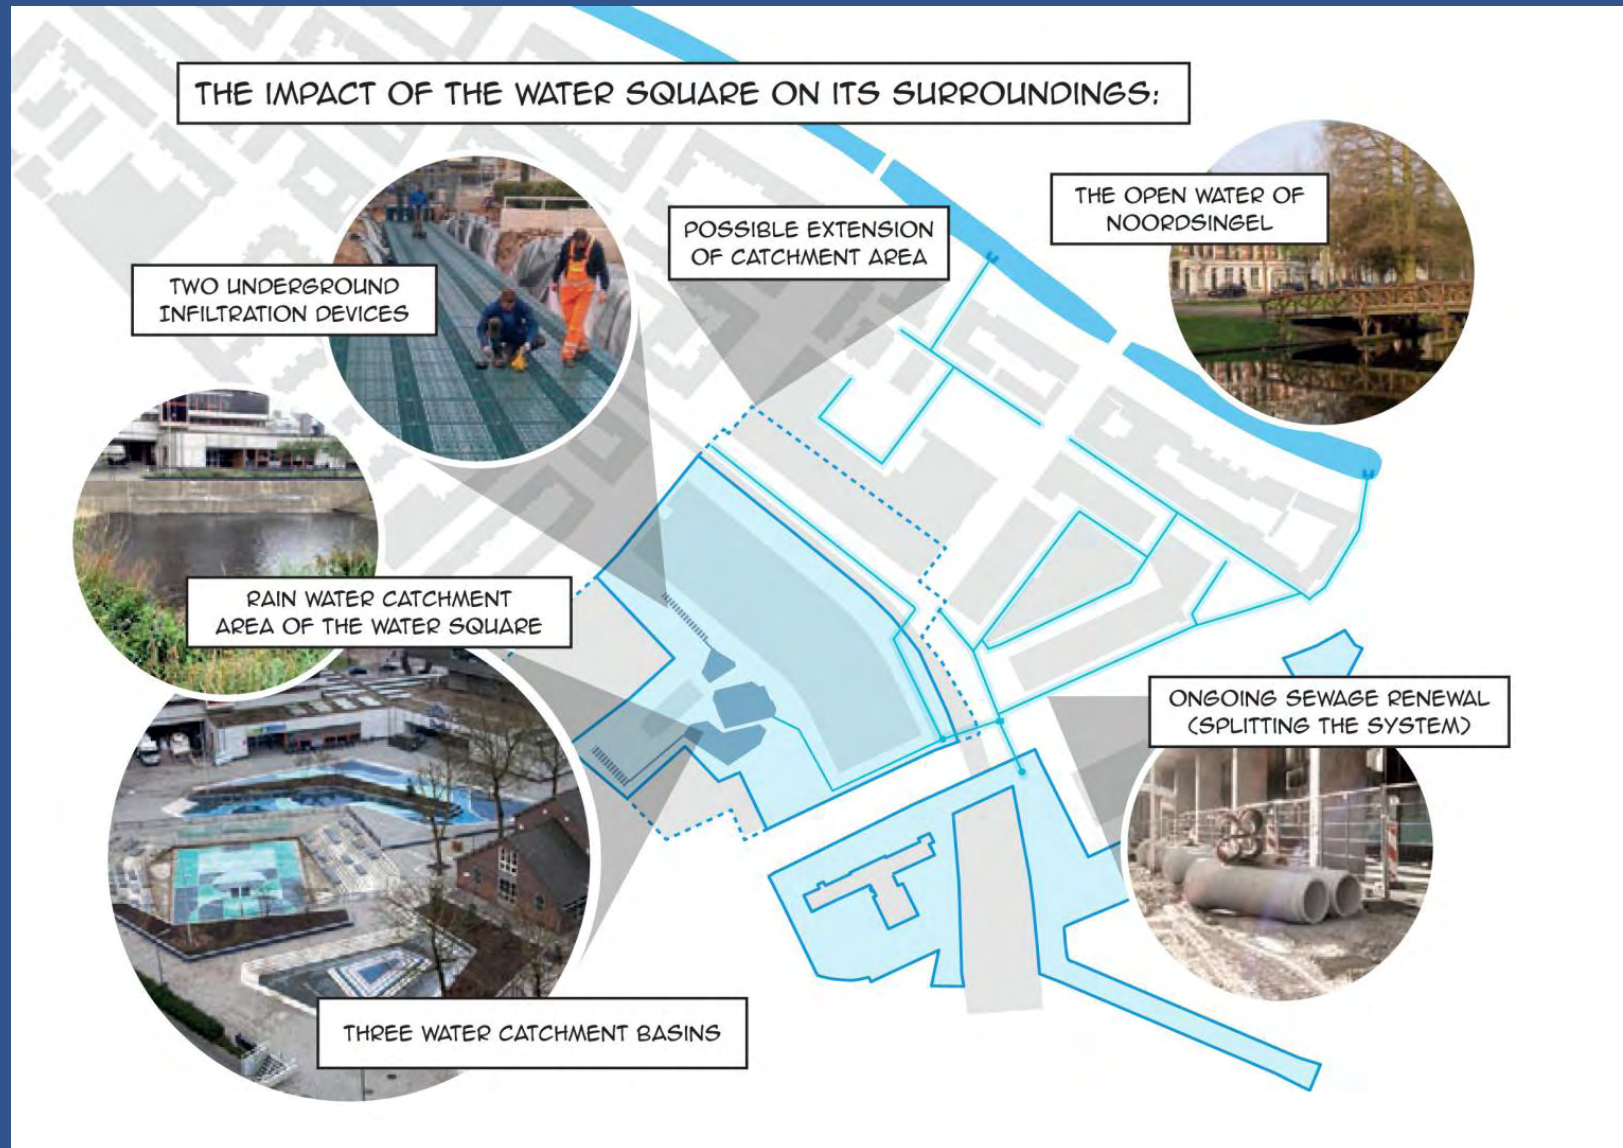 THE IMPACT OF THE WATER SQUARE ON ITS SURROUNDINGS:
THE OPEN WATER OF
NOORDSINGEL
POSSIBLE EXTENSION
OF CATCHMENT AREA
TWO UNDERGROUND
INFILTRATION DEVICES
RAIN WATER CATCHMENT
AREA OF THE WATER SQUARE
ONGOING SEWAGE RENEWAL
(SPLITTING THE SYSTEM)
THREE WATER CATCHMENT BASINS